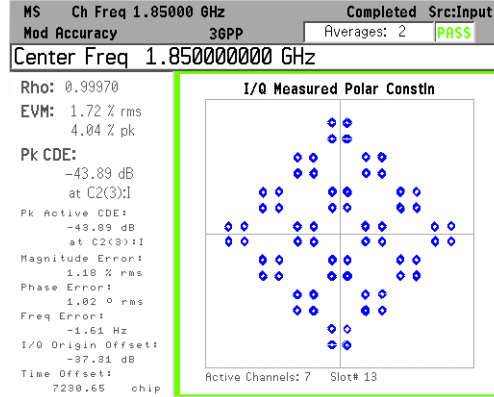 MS Ch Freq 1.85000 GHz Completed Src:Input
Mod Accuracy 3GPP Averages: 2 PASS
Center Freq 1.850000000 GHz
Rho: 0.99970
EVM: 1.72 % rms
4.04 % pk
Pk CDE:
-43.89 dB
at C2(3):I
Pk Active CDE:
-43.89 dB
at C2(3):I
Magnitude Error:
1.18 % rms
Phase Error:
1.02 ° rms
Freq Error:
-1.61 Hz
I/Q Origin Offset:
-37.31 dB
Time Offset:
7230.65 chip
I/Q Measured Polar Constln
Active Channels: 7 Slot# 13